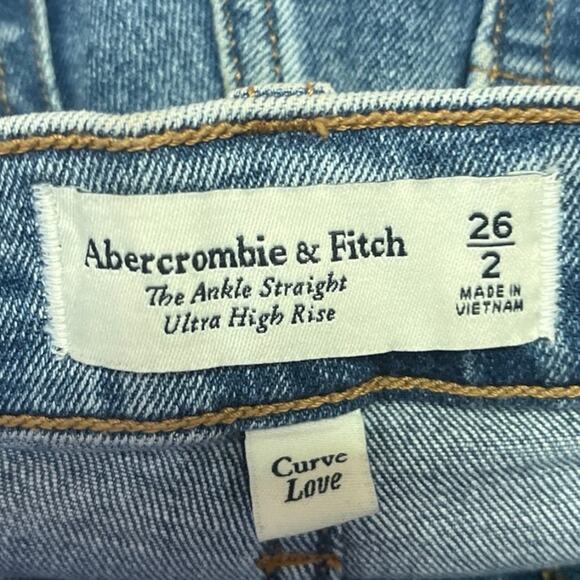 Abercrombie & Fitch
The Ankle Straight
Ultra High Rise
26
2
MADE IN
VIETNAM
Curve
Love